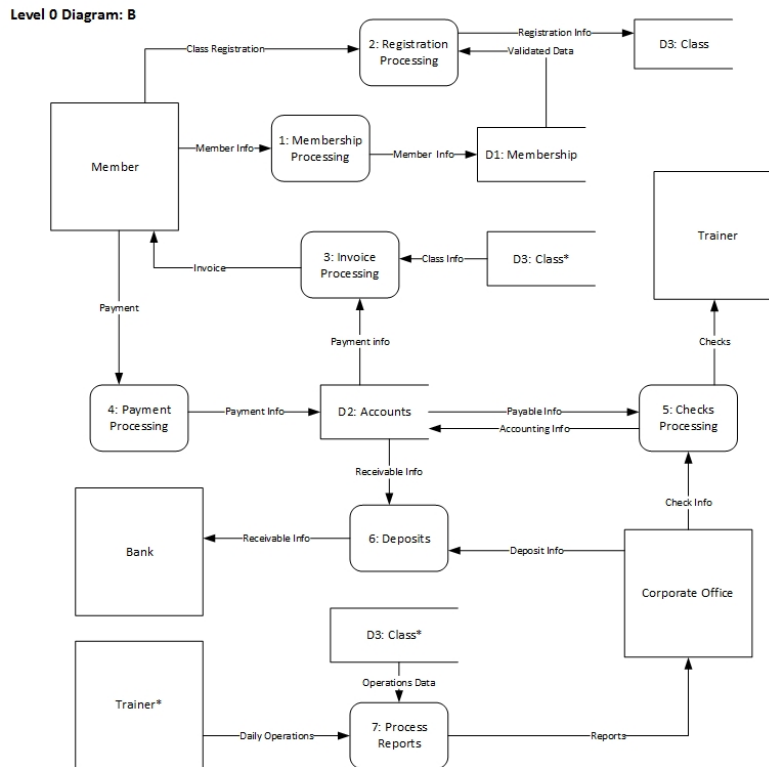 Level 0 Diagram: B
Class Registration
2: Registration
Processing
Registration Info
Validated Data
D3: Class
Member
Member Info
1: Membership
Processing
Member Info
D1: Membership
Trainer
Invoice
3: Invoice
Processing
Class Info
D3: Class*
Payment
Payment info
Checks
4: Payment
Processing
Payment Info
D2: Accounts
Payable Info
Accounting Info
5: Checks
Processing
Receivable Info
Check Info
Bank
Receivable Info
6: Deposits
Deposit Info
Corporate Office
D3: Class*
Operations Data
Trainer*
Daily Operations
7: Process
Reports
Reports